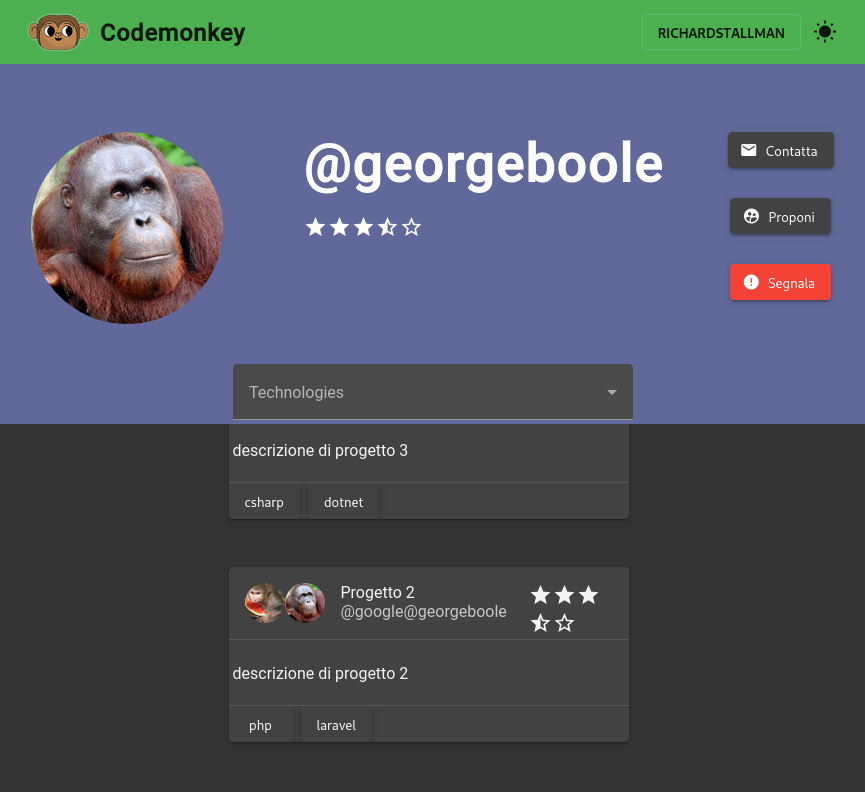 Codemonkey
RICHARDSTALLMAN
@georgeboole
Contatta
Proponi
Segnala
Technologies
descrizione di progetto 3
csharp dotnet
Progetto 2
@google@georgeboole
descrizione di progetto 2
php laravel